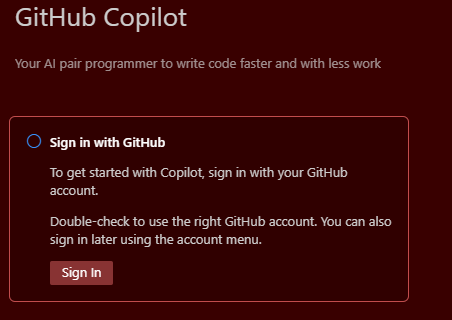 GitHub Copilot
Your AI pair programmer to write code faster and with less work
Sign in with GitHub
To get started with Copilot, sign in with your GitHub
account.
Double-check to use the right GitHub account. You can also
sign in later using the account menu.
Sign In